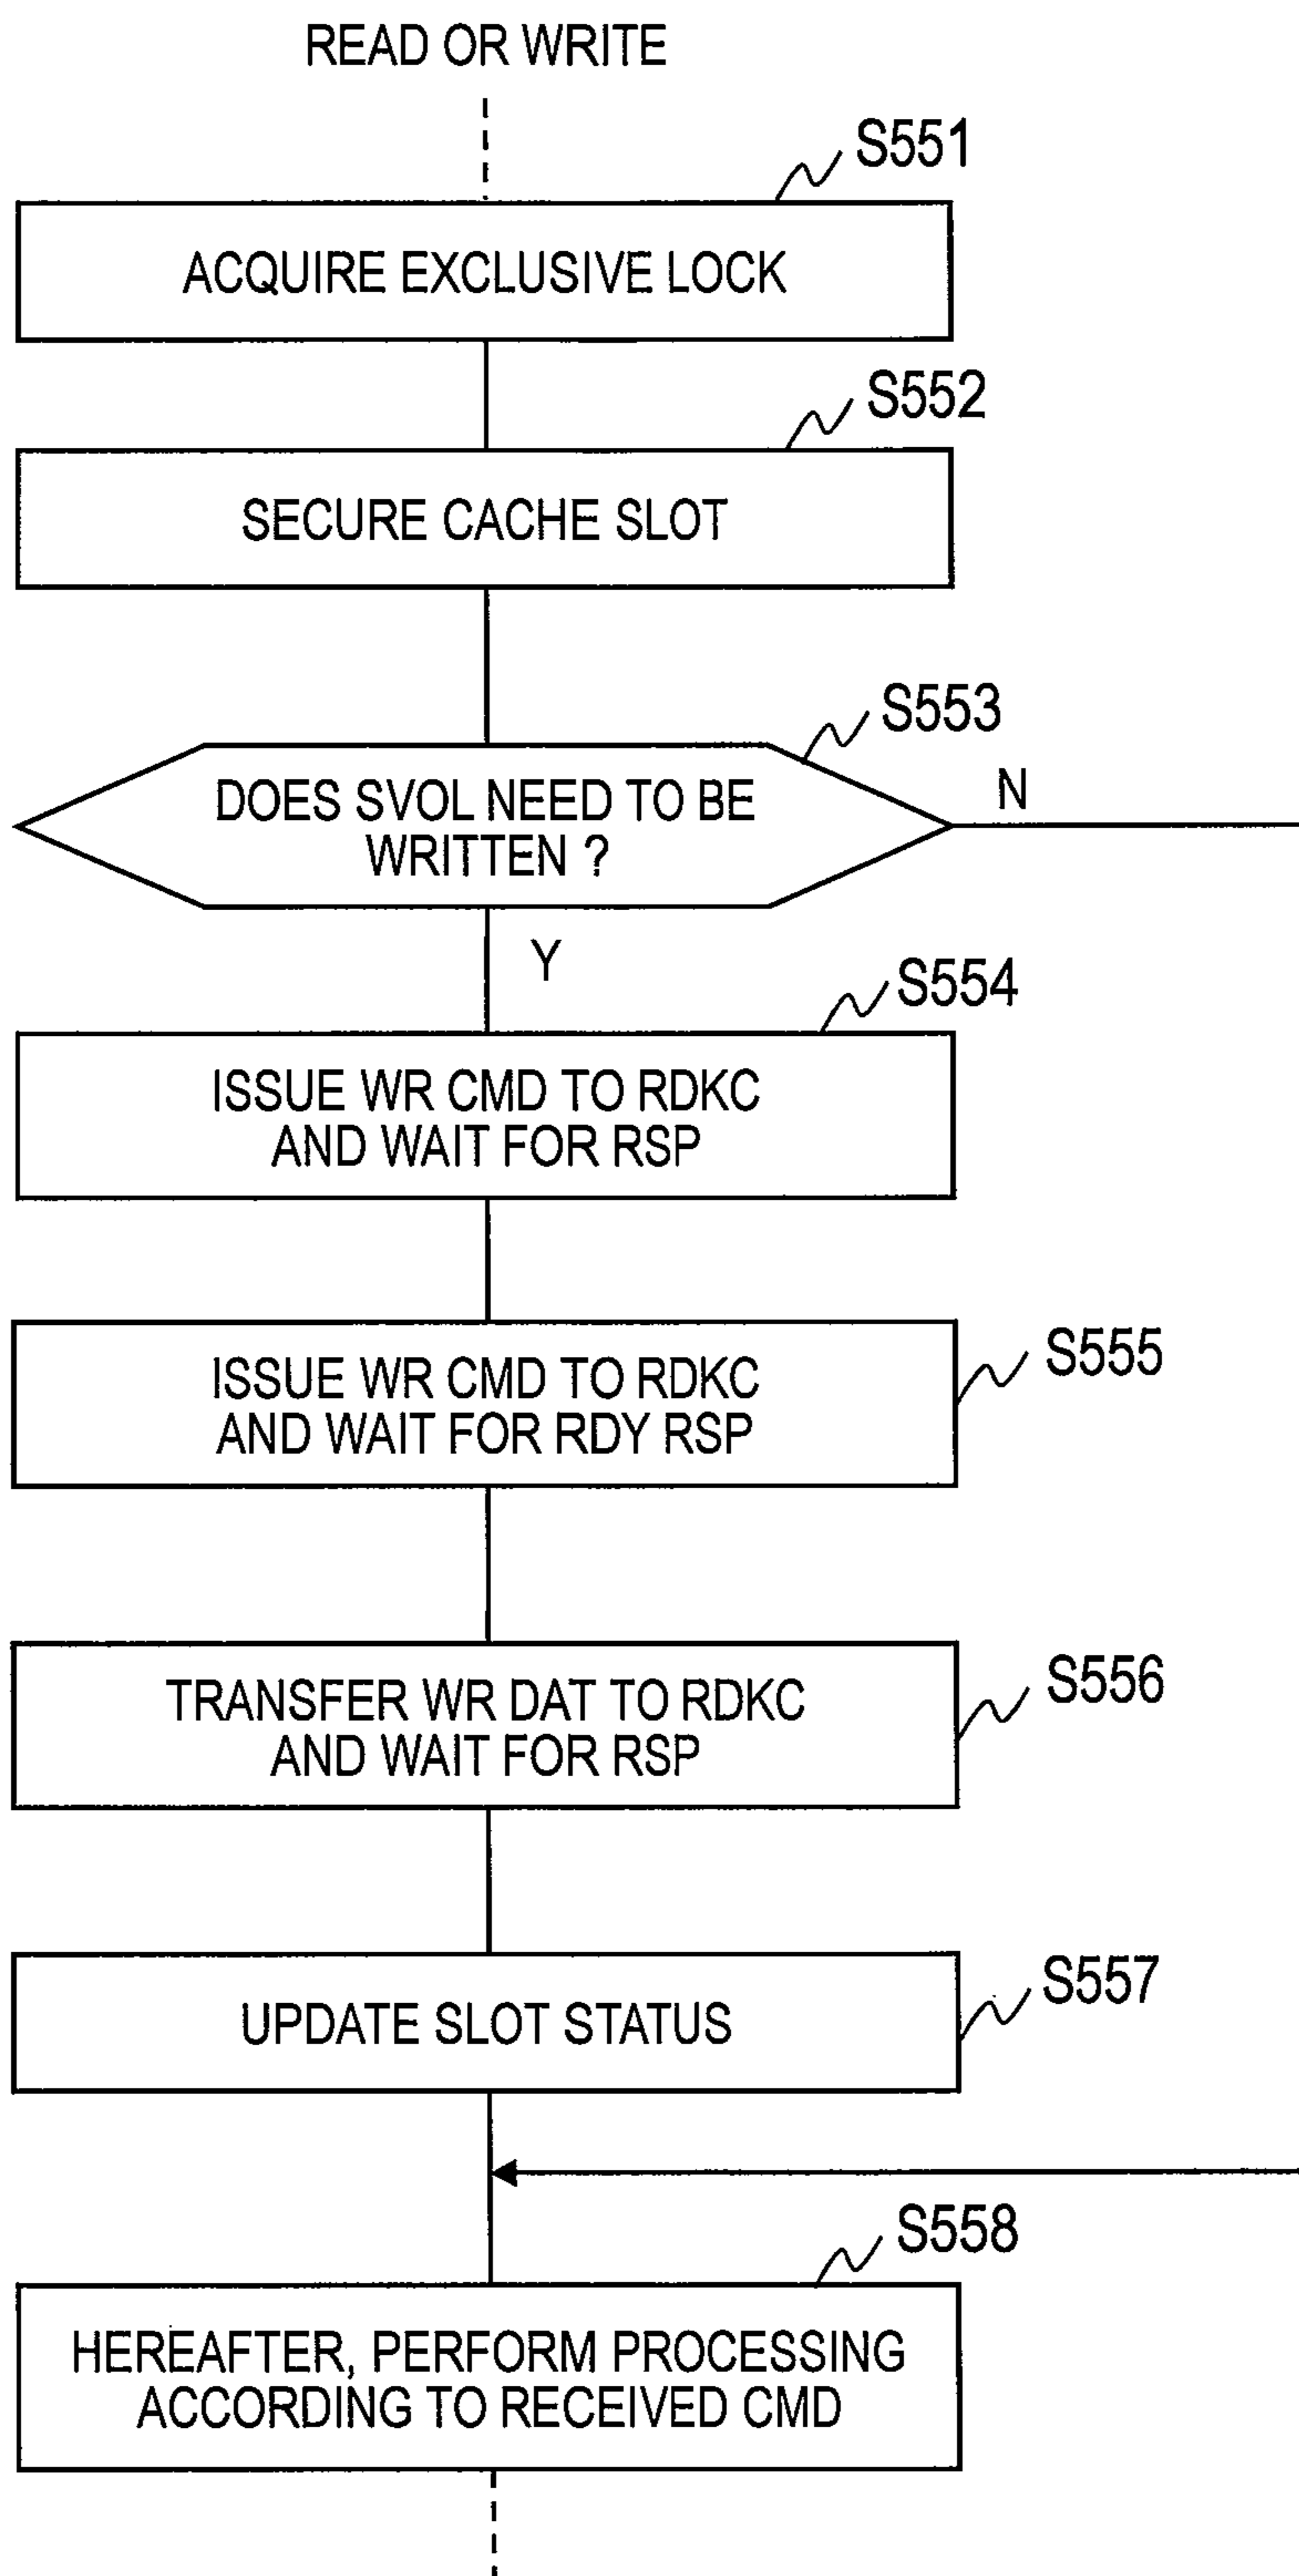 READ OR WRITE
S551
ACQUIRE EXCLUSIVE LOCK
S552
SECURE CACHE SLOT
S553
DOES SVOL NEED TO BE
WRITTEN ?
N
Y
S554
ISSUE WR CMD TO RDKC
AND WAIT FOR RSP
S555
ISSUE WR CMD TO RDKC
AND WAIT FOR RDY RSP
S556
TRANSFER WR DAT TO RDKC
AND WAIT FOR RSP
S557
UPDATE SLOT STATUS
S558
HEREAFTER, PERFORM PROCESSING
ACCORDING TO RECEIVED CMD